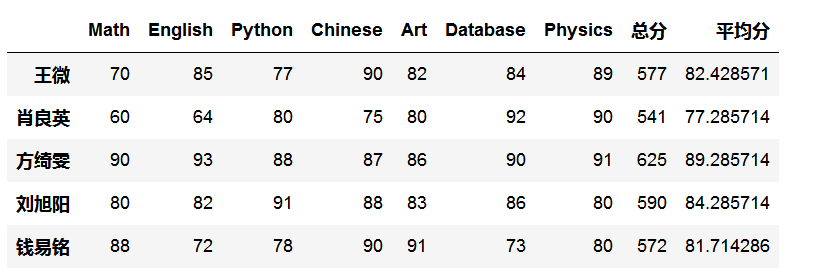 Math English Python Chinese Art Database Physics 总分 平均分
王微 70 85 77 90 82 84 89 577 82.428571
肖良英 60 64 80 75 80 92 90 541 77.285714
方绮雯 90 93 88 87 86 90 91 625 89.285714
刘旭阳 80 82 91 88 83 86 80 590 84.285714
钱易铭 88 72 78 90 91 73 80 572 81.714286